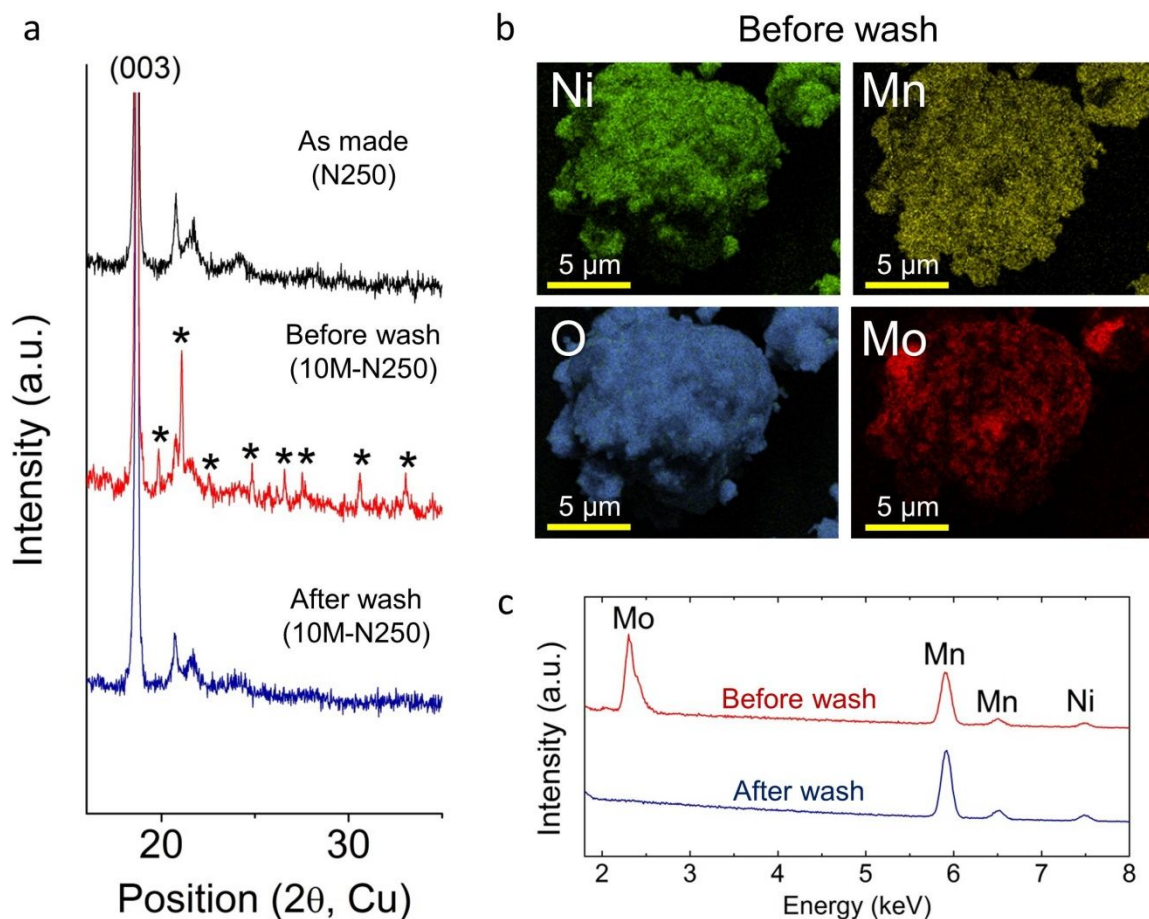 a
(003)
As made
(N250)
Before wash
(10M-N250)
*
*
*
*
*
*
*
*
After wash
(10M-N250)
Intensity (a.u.)
20
30
Position (2θ, Cu)
b
Before wash
Ni
5 μm
Mn
5 μm
O
5 μm
Mo
5 μm
c
Mo
Mn
Mn
Ni
Before wash
After wash
Intensity (a.u.)
2
3
4
5
6
7
8
Energy (keV)